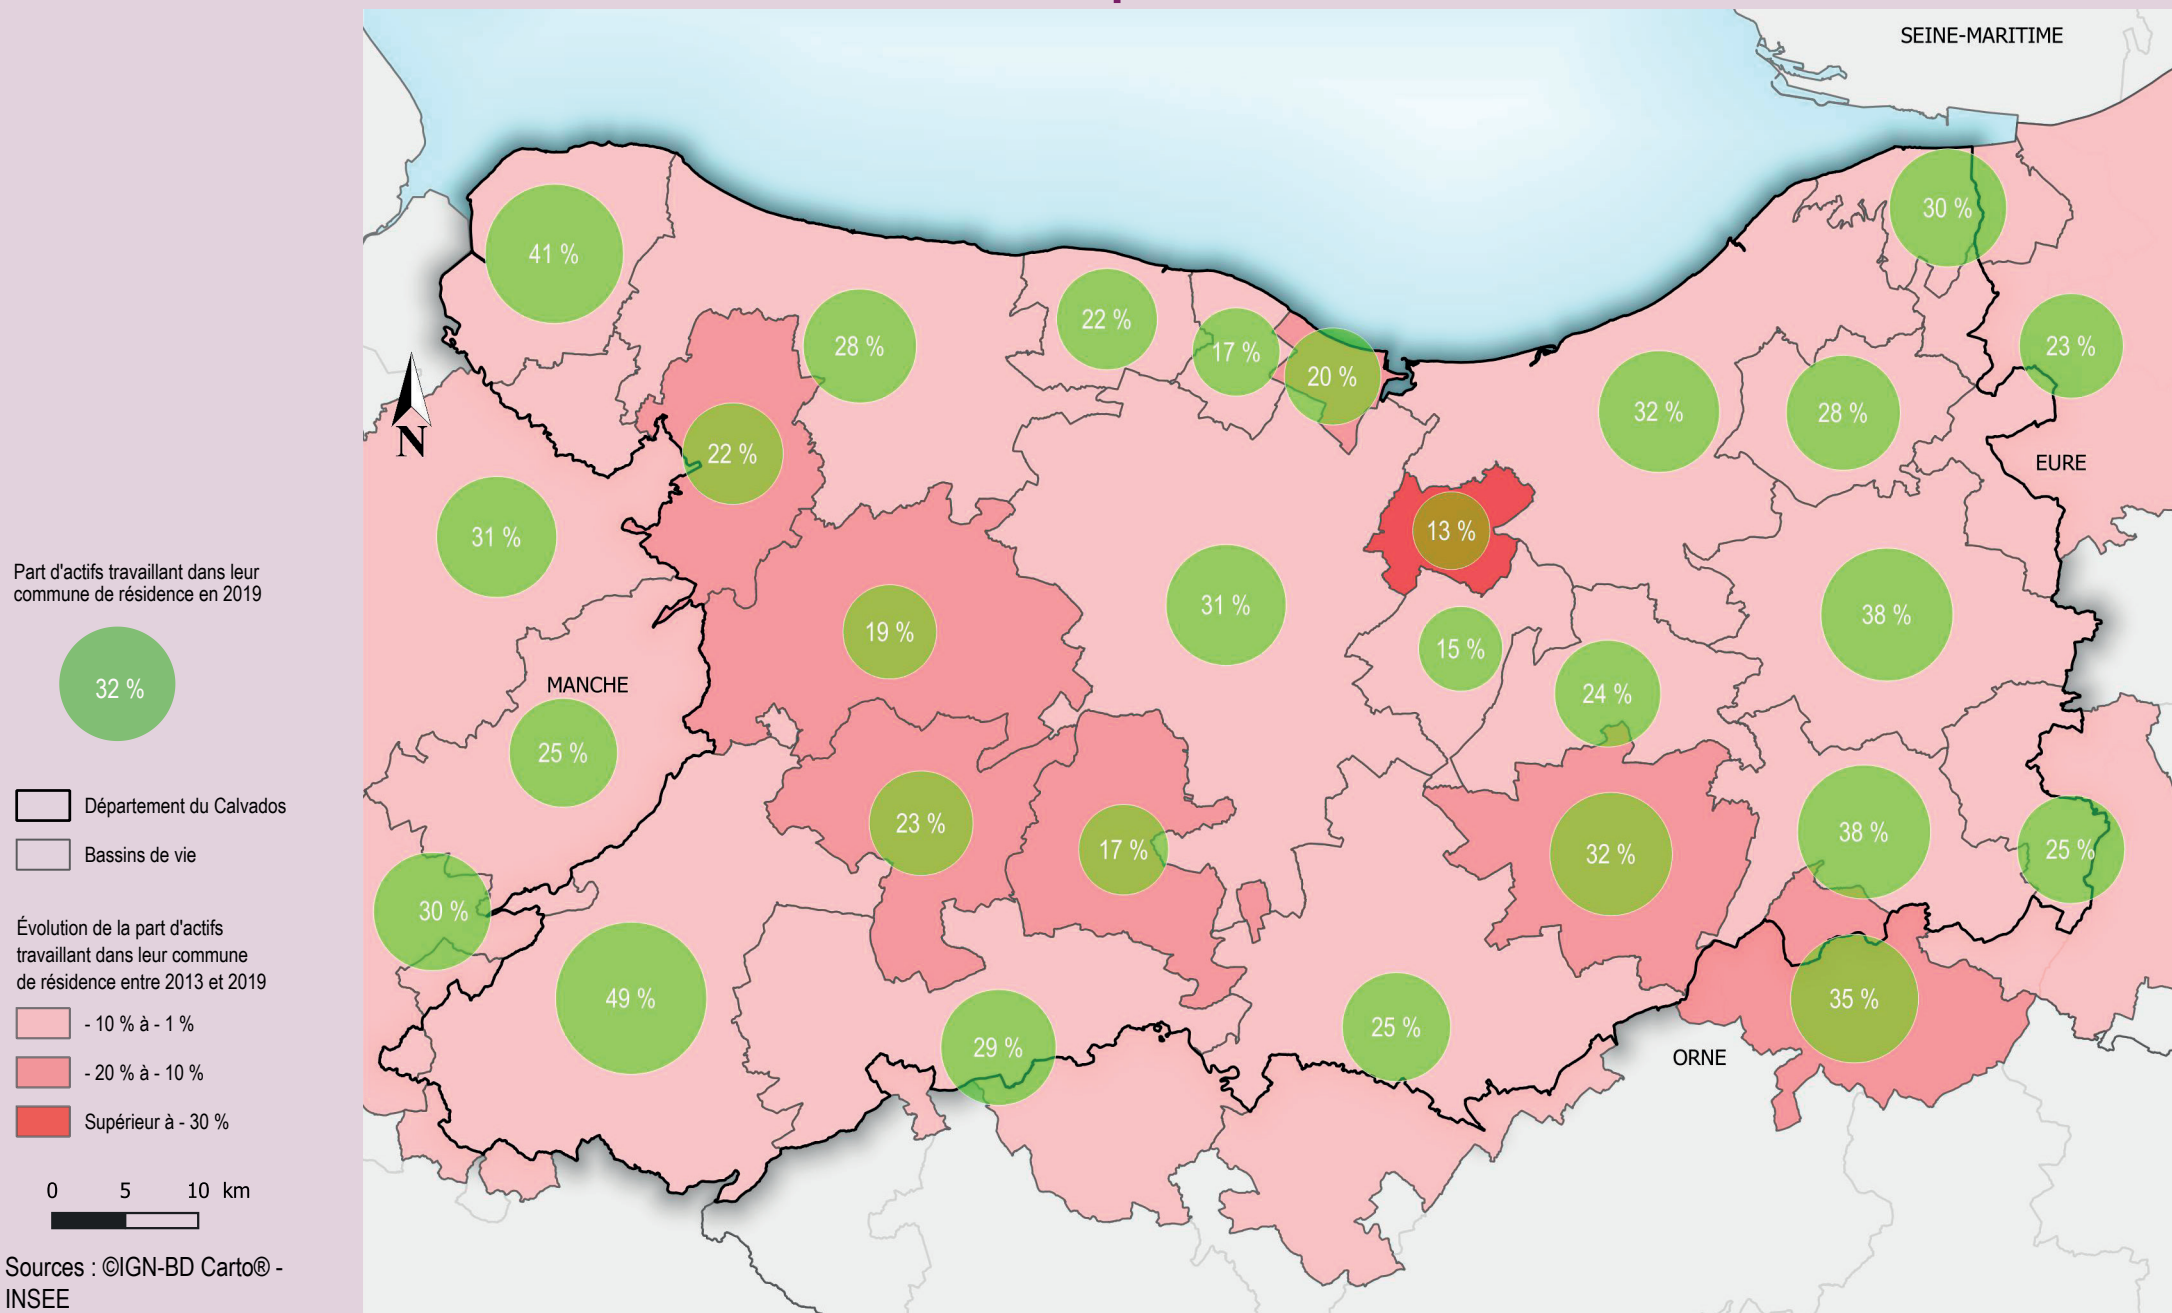 Part d'actifs travaillant dans leur
commune de résidence en 2019
32 %
Département du Calvados
Bassins de vie
Évolution de la part d'actifs
travaillant dans leur commune
de résidence entre 2013 et 2019
- 10 % à - 1 %
- 20 % à - 10 %
Supérieur à - 30 %
0 5 10 km
Sources : ©IGN-BD Carto® -
INSEE
N
SEINE-MARITIME
30 %
41 %
22 %
28 %
17 %
23 %
20 %
32 %
28 %
22 %
EURE
31 %
13 %
31 %
38 %
19 %
15 %
MANCHE
24 %
25 %
23 %
38 %
17 %
32 %
25 %
30 %
49 %
35 %
25 %
29 %
ORNE